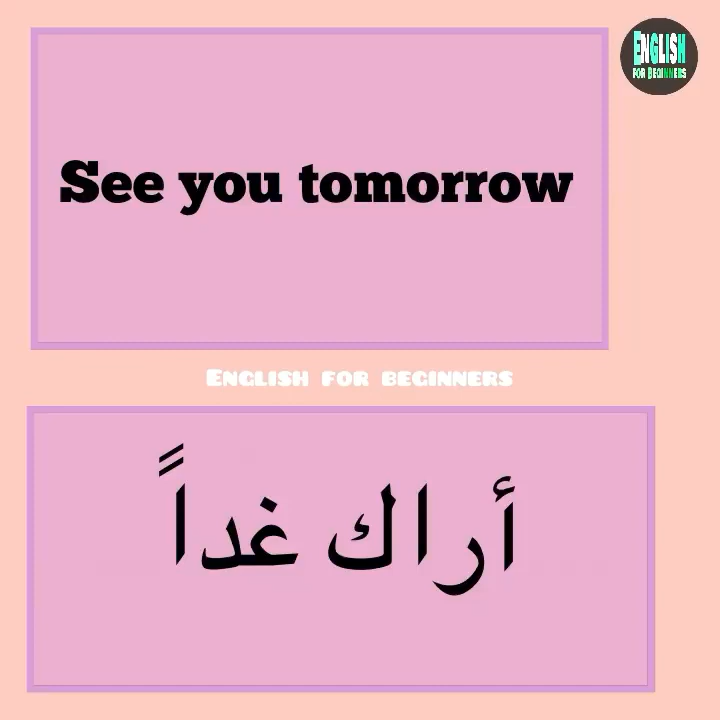 ENGLISH
FOR BEGINNERS
See you tomorrow
ENGLISH FOR BEGINNERS
أراك غداً